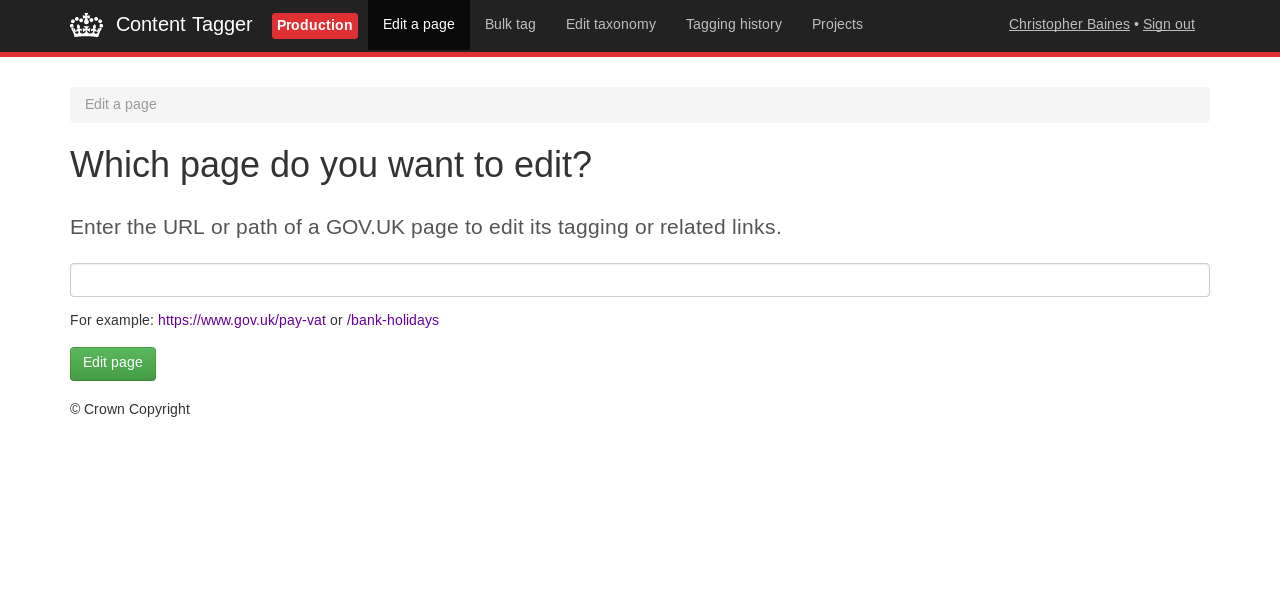 Content Tagger Production Edit a page Bulk tag Edit taxonomy Tagging history Projects Christopher Baines • Sign out
Edit a page
Which page do you want to edit?
Enter the URL or path of a GOV.UK page to edit its tagging or related links.
For example: https://www.gov.uk/pay-vat or /bank-holidays
Edit page
© Crown Copyright